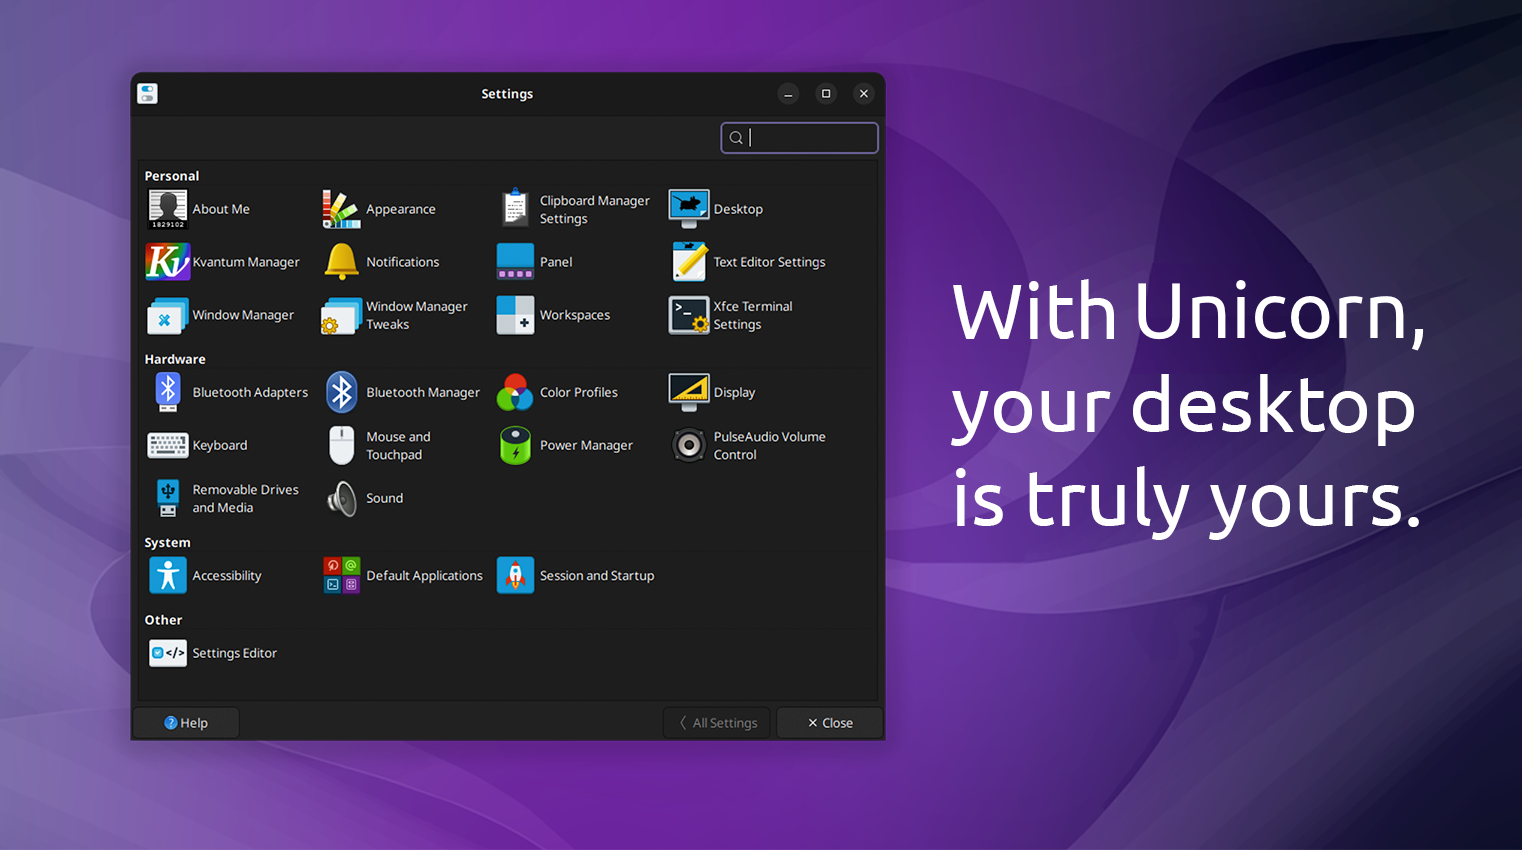 Settings
Personal
About Me
Appearance
Clipboard Manager
Settings
Desktop
1829102
Kvantum Manager
Notifications
Panel
Text Editor Settings
Window Manager
Window Manager
Tweaks
Workspaces
Xfce Terminal
Settings
Hardware
Bluetooth Adapters
Bluetooth Manager
Color Profiles
Display
Keyboard
Mouse and
Touchpad
Power Manager
PulseAudio Volume
Control
Removable Drives
and Media
Sound
System
Accessibility
Default Applications
Session and Startup
Other
</>
Settings Editor
? Help
All Settings
Close
With Unicorn,
your desktop
is truly yours.